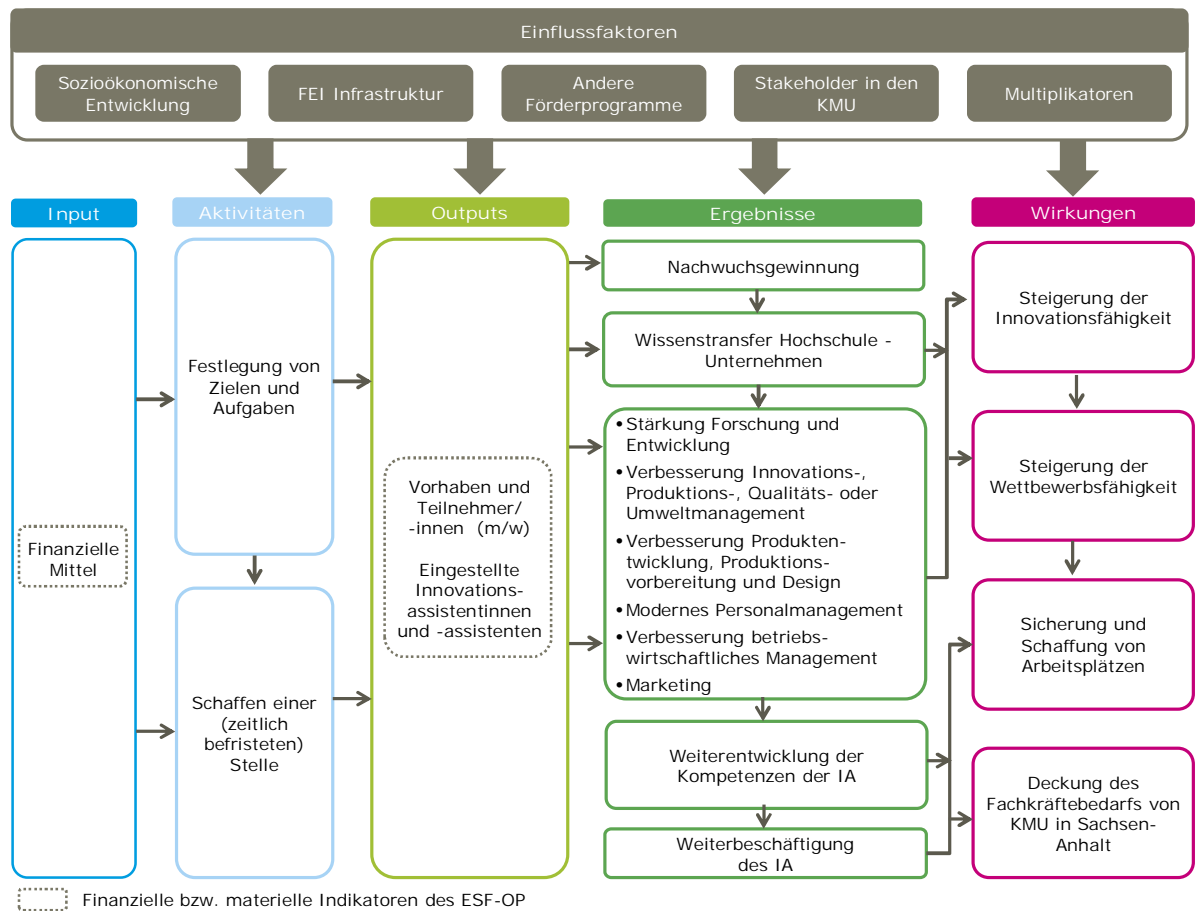 Einflussfaktoren
Sozioökonomische
Entwicklung
FEI Infrastruktur
Andere
Förderprogramme
Stakeholder in den
KMU
Multiplikatoren
Input
Finanzielle
Mittel
Aktivitäten
Festlegung von
Zielen und
Aufgaben
Schaffen einer
(zeitlich
befristeten)
Stelle
Outputs
Vorhaben und
Teilnehmer/
-innen (m/w)
Eingestellte
Innovations-
assistentinnen
und -assistenten
Ergebnisse
Nachwuchsgewinnung
Wissenstransfer Hochschule -
Unternehmen
•Stärkung Forschung und
Entwicklung
•Verbesserung Innovations-,
Produktions-, Qualitäts- oder
Umweltmanagement
•Verbesserung Produkten-
twicklung, Produktions-
vorbereitung und Design
•Modernes Personalmanagement
•Verbesserung betriebs-
wirtschaftliches Management
•Marketing
Weiterentwicklung der
Kompetenzen der IA
Weiterbeschäftigung
des IA
Wirkungen
Steigerung der
Innovationsfähigkeit
Steigerung der
Wettbewerbsfähigkeit
Sicherung und
Schaffung von
Arbeitsplätzen
Deckung des
Fachkräftebedarfs von
KMU in Sachsen-
Anhalt
Finanzielle bzw. materielle Indikatoren des ESF-OP